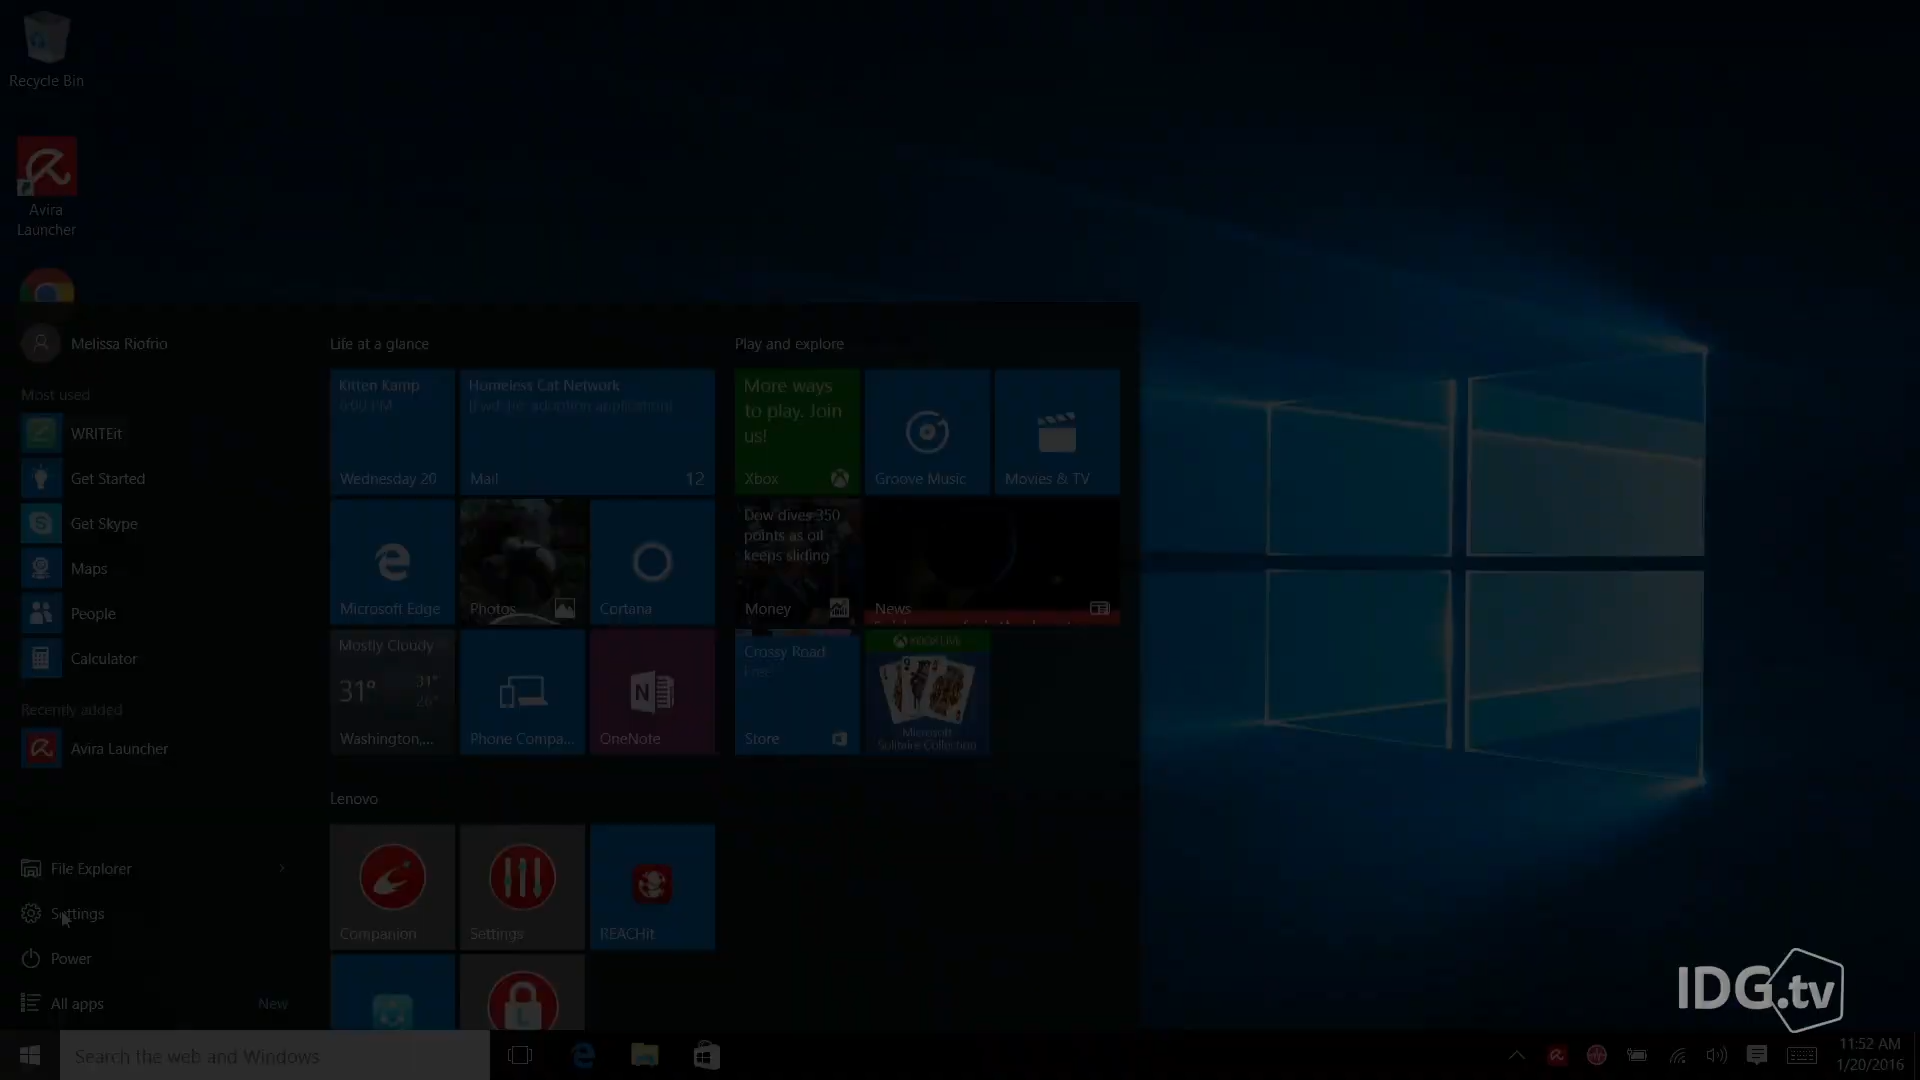 Recycle Bin
Avira
Launcher
Melissa Riofrio
Most used
WRITEit
Get Started
Get Skype
Maps
People
Calculator
Recently added
Avira Launcher
File Explorer
Settings
Power
All apps
New
Life at a glance
Kitten Kamp
6:00 PM
Wednesday 20
Homeless Cat Network
adoption application
Mail
12
Microsoft Edge
Photos
Cortana
Mostly Cloudy
31°
31°
26°
Washington,...
Phone Compa...
OneNote
Play and explore
More ways
to play. Join
us!
Xbox
Groove Music
Movies & TV
Dow dives 350
points as oil
keeps sliding
Money
News
Crossy Road
Free
Store
XBOX LIVE
Microsoft
Solitaire Collection
Lenovo
Companion
Settings
REACHit
Search the web and Windows
IDG.tv
11:52 AM
1/20/2016